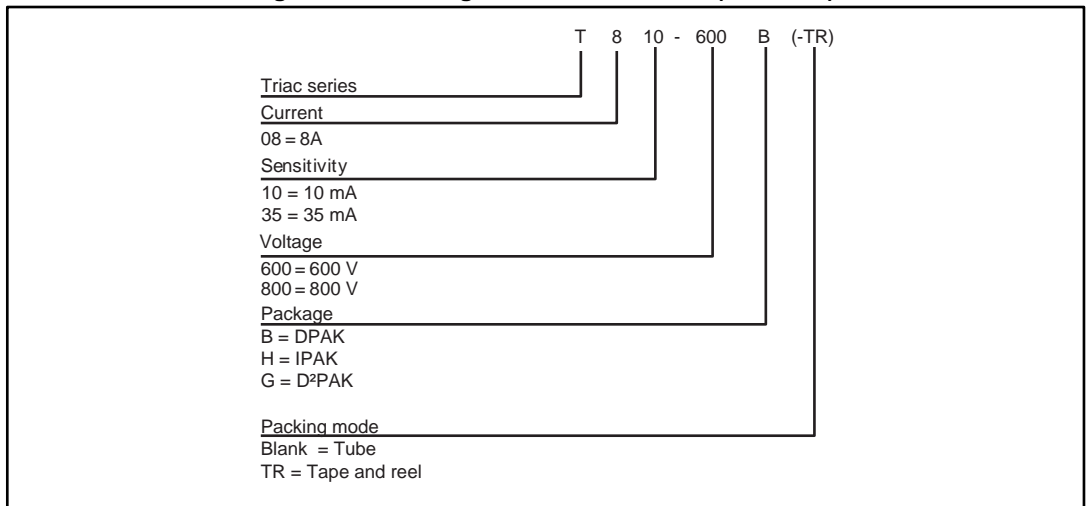 T 8 10 - 600 B (-TR)
Triac series
Current
08 = 8A
Sensitivity
10 = 10 mA
35 = 35 mA
Voltage
600 = 600 V
800 = 800 V
Package
B = DPAK
H = IPAK
G = D²PAK
Packing mode
Blank = Tube
TR = Tape and reel